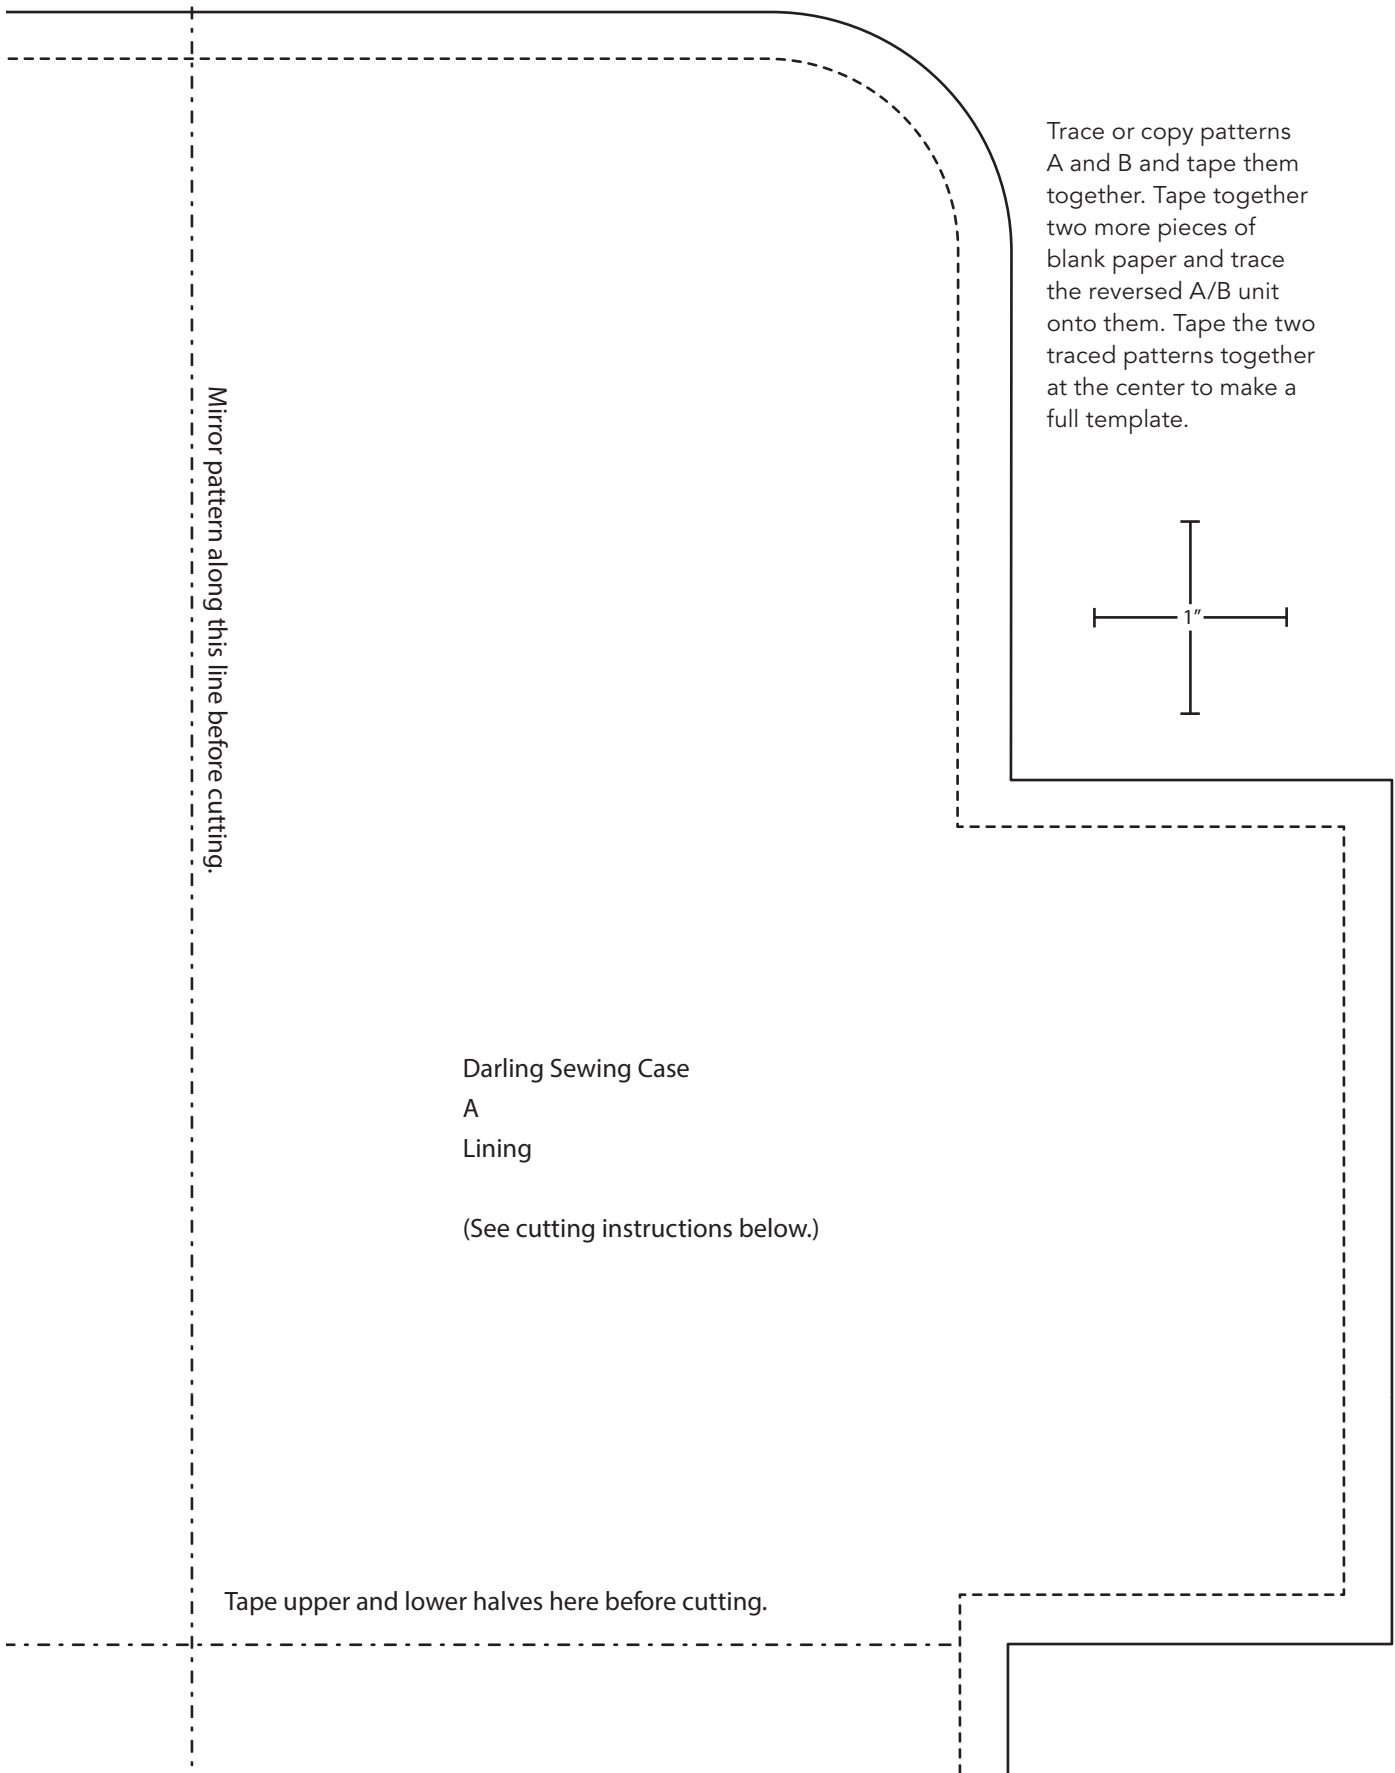 Trace or copy patterns
A and B and tape them
together. Tape together
two more pieces of
blank paper and trace
the reversed A/B unit
onto them. Tape the two
traced patterns together
at the center to make a
full template.
Mirror pattern along this line before cutting.
1″
Darling Sewing Case
A
Lining
(See cutting instructions below.)
Tape upper and lower halves here before cutting.